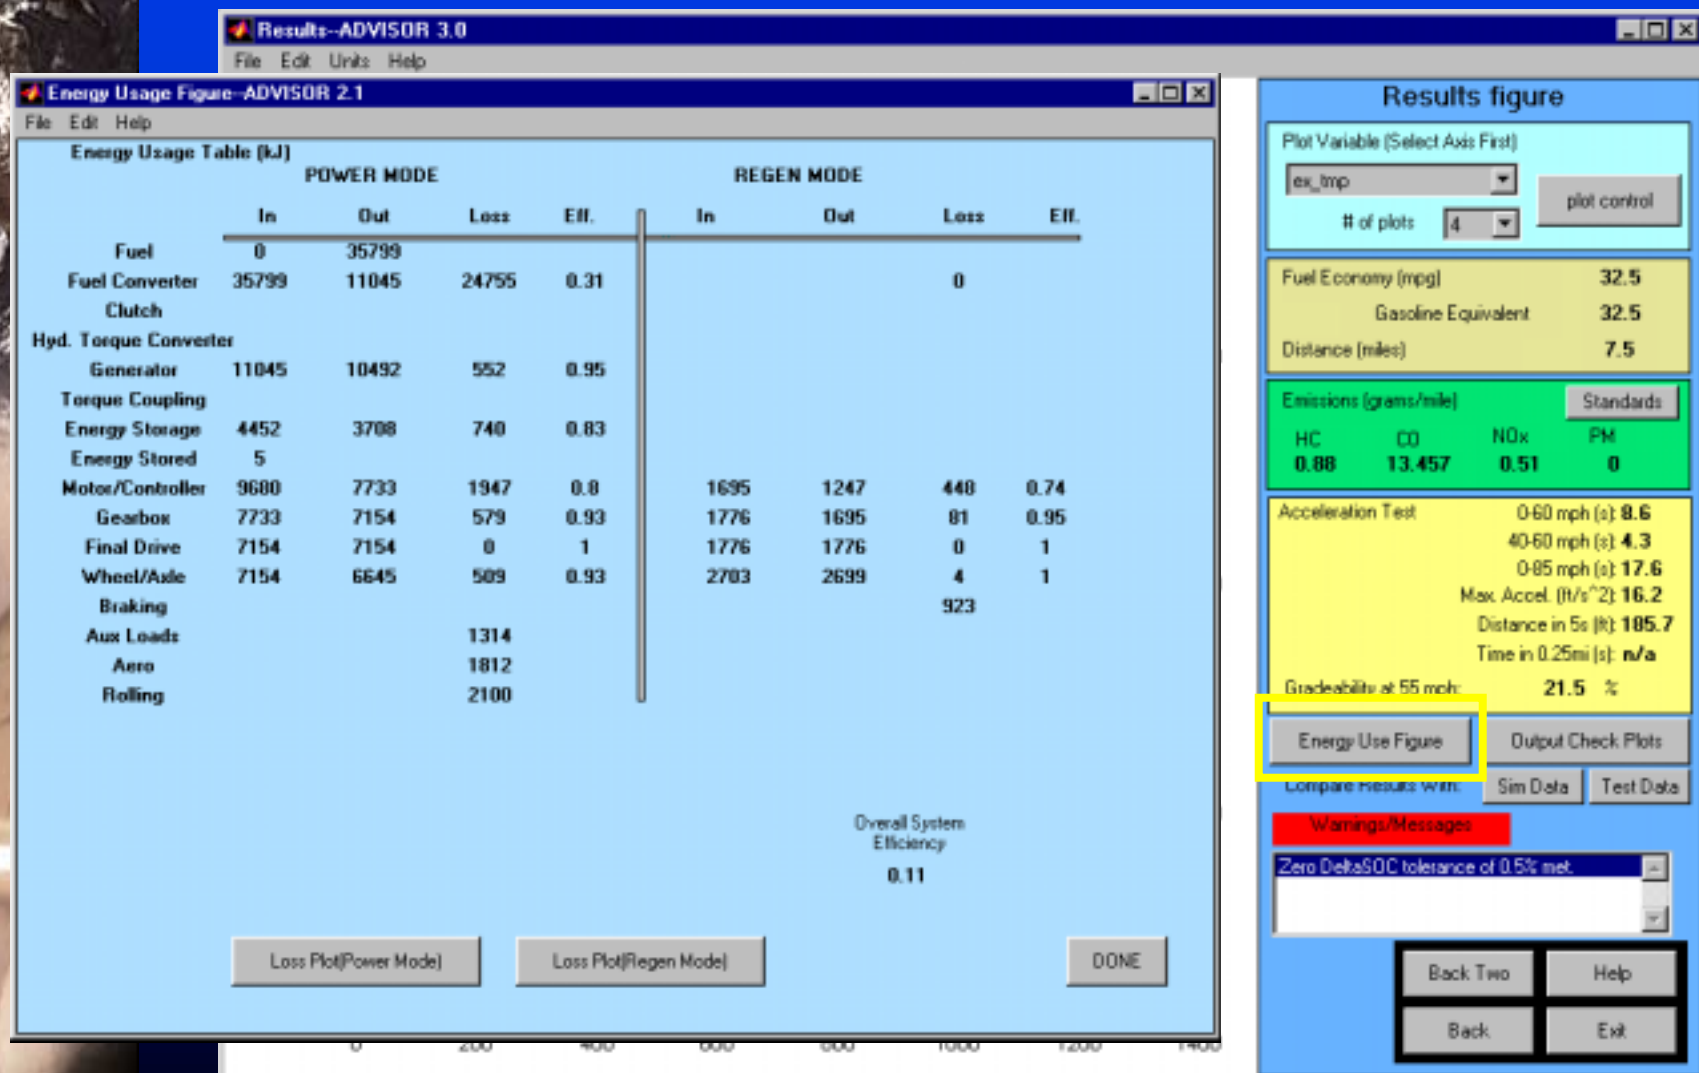 Results--ADVISOR 3.0
File Edit Units Help
Energy Usage Figure--ADVISOR 2.1
File Edit Help
Energy Usage Table (kJ)
POWER MODE REGEN MODE
In Out Loss Eff. In Out Loss Eff.
Fuel 0 35799
Fuel Converter 35799 11045 24755 0.31 0
Clutch
Hyd. Torque Converter
Generator 11045 10492 552 0.95
Torque Coupling
Energy Storage 4452 3708 740 0.83
Energy Stored 5
Motor/Controller 9680 7733 1947 0.8 1695 1247 448 0.74
Gearbox 7733 7154 579 0.93 1776 1695 81 0.95
Final Drive 7154 7154 0 1 1776 1776 0 1
Wheel/Axle 7154 6645 509 0.93 2703 2699 4 1
Braking 923
Aux Loads 1314
Aero 1812
Rolling 2100
Overall System
Efficiency
0.11
Loss Plot(Power Mode) Loss Plot(Regen Mode) DONE
0 200 400 600 800 1000 1200 1400
Results figure
Plot Variable (Select Axis First)
ex_tmp
plot control
# of plots 4
Fuel Economy (mpg) 32.5
Gasoline Equivalent 32.5
Distance (miles) 7.5
Emissions (grams/mile) Standards
HC CO NOx PM
0.88 13.457 0.51 0
Acceleration Test 0-60 mph (s): 8.6
40-60 mph (s): 4.3
0-85 mph (s): 17.6
Max. Accel. (ft/s^2): 16.2
Distance in 5s (ft): 185.7
Time in 0.25mi (s): n/a
Gradeability at 55 mph: 21.5 %
Energy Use Figure Output Check Plots
Compare Results With: Sim Data Test Data
Warnings/Messages
Zero DeltaSOC tolerance of 0.5% met.
Back Two Help
Back Exit